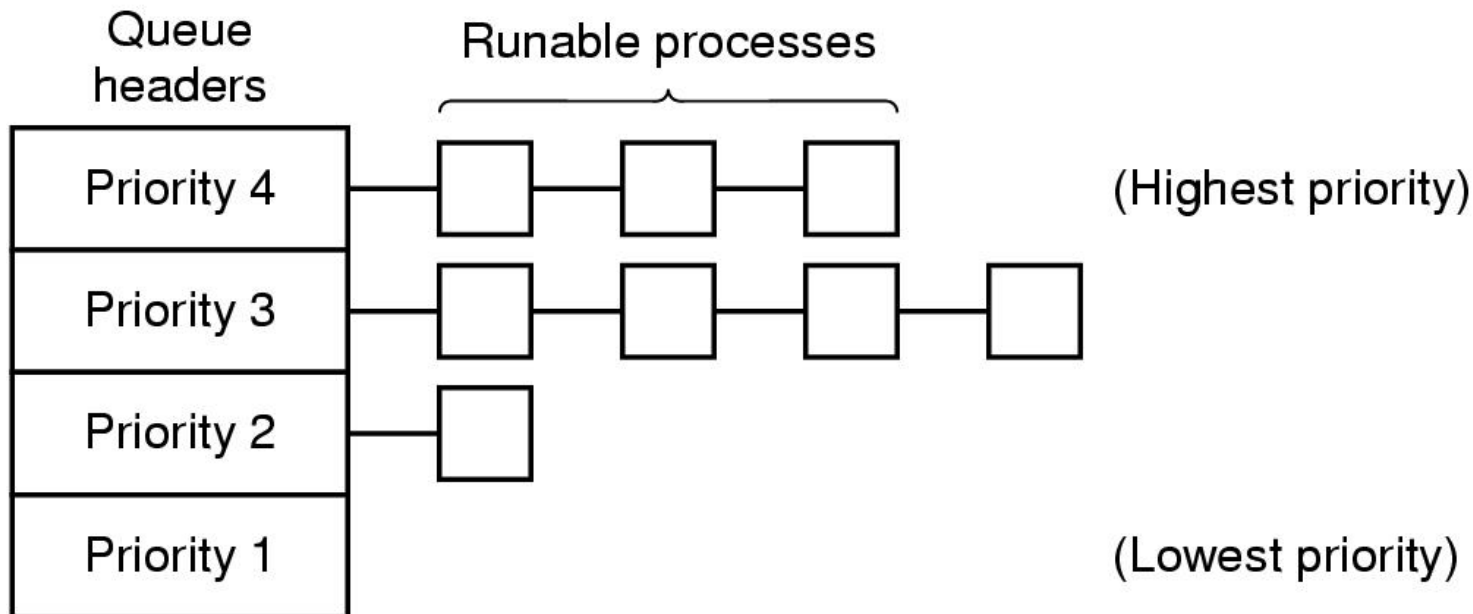 Queue
headers
Runable processes
Priority 4
(Highest priority)
Priority 3
Priority 2
Priority 1
(Lowest priority)